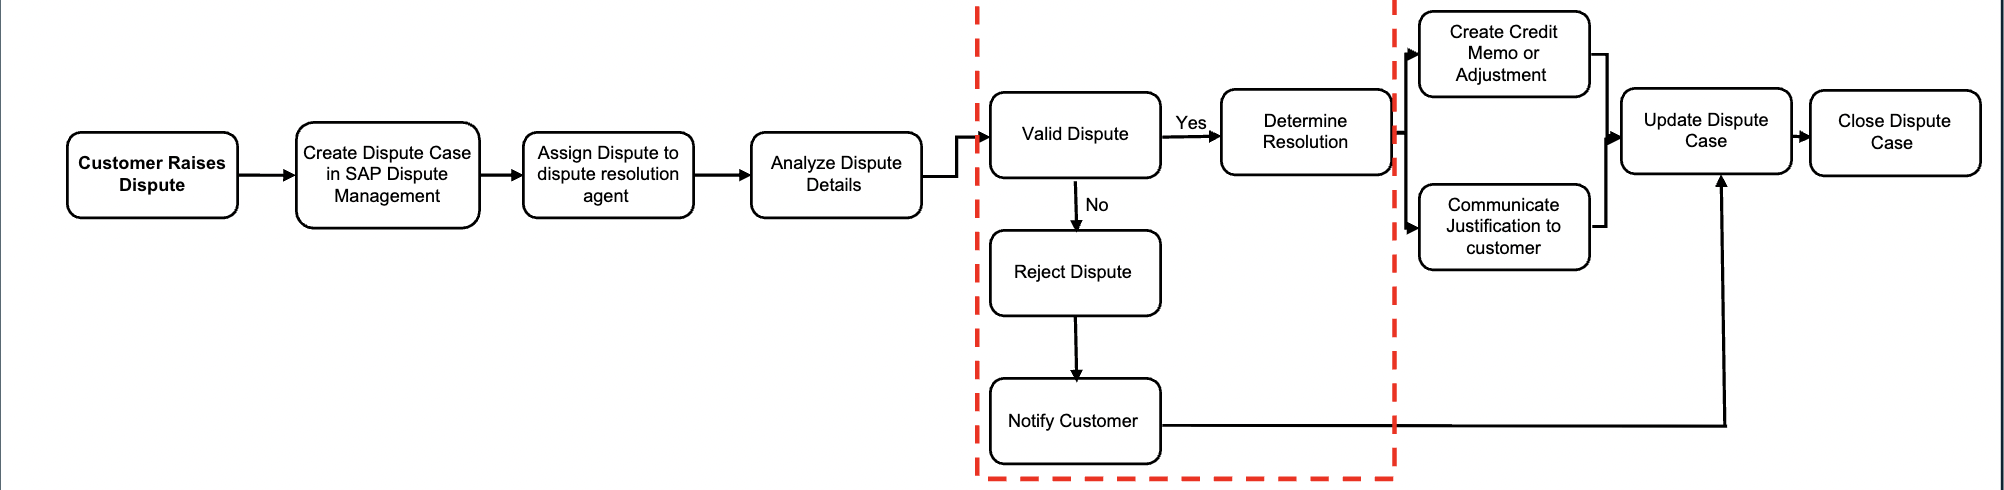 Customer Raises
Dispute
Create Dispute Case
in SAP Dispute
Management
Assign Dispute to
dispute resolution
agent
Analyze Dispute
Details
Valid Dispute
Yes
No
Reject Dispute
Notify Customer
Determine
Resolution
Create Credit
Memo or
Adjustment
Communicate
Justification to
customer
Update Dispute
Case
Close Dispute
Case